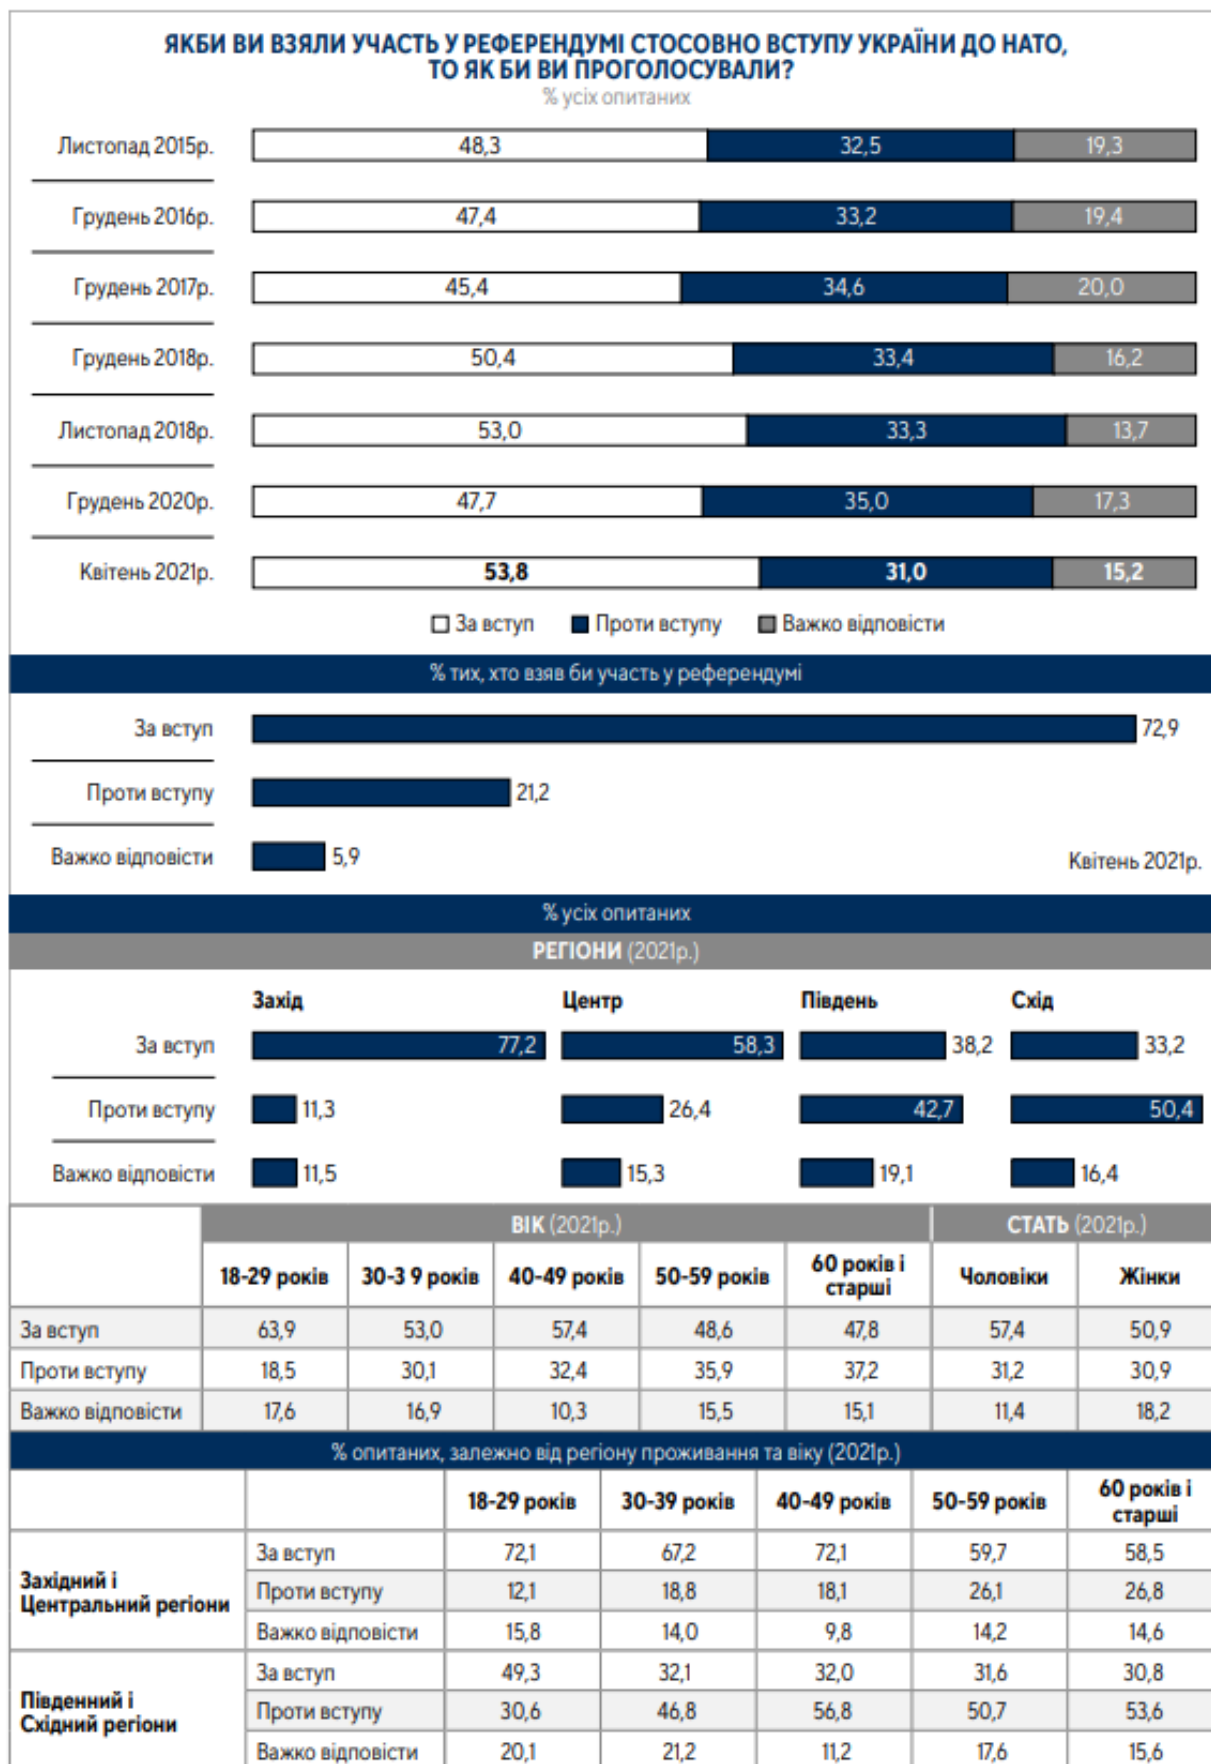 ЯКБИ ВИ ВЗЯЛИ УЧАСТЬ У РЕФЕРЕНДУМІ СТОСОВНО ВСТУПУ УКРАЇНИ ДО НАТО,
ТО ЯК БИ ВИ ПРОГОЛОСУВАЛИ?
% усіх опитаних
Листопад 2015р. 48,3 32,5 19,3
Грудень 2016р. 47,4 33,2 19,4
Грудень 2017р. 45,4 34,6 20,0
Грудень 2018р. 50,4 33,4 16,2
Листопад 2018р. 53,0 33,3 13,7
Грудень 2020р. 47,7 35,0 17,3
Квітень 2021р. 53,8 31,0 15,2
За вступ Проти вступу Важко відповісти
% тих, хто взяв би участь у референдумі
За вступ 72,9
Проти вступу 21,2
Важко відповісти 5,9 Квітень 2021р.
% усіх опитаних
РЕГІОНИ (2021р.)
Захід Центр Південь Схід
За вступ 77,2 58,3 38,2 33,2
Проти вступу 11,3 26,4 42,7 50,4
Важко відповісти 11,5 15,3 19,1 16,4
ВІК (2021р.) СТАТЬ (2021р.)
18-29 років 30-3 9 років 40-49 років 50-59 років 60 років і старші Чоловіки Жінки
За вступ 63,9 53,0 57,4 48,6 47,8 57,4 50,9
Проти вступу 18,5 30,1 32,4 35,9 37,2 31,2 30,9
Важко відповісти 17,6 16,9 10,3 15,5 15,1 11,4 18,2
% опитаних, залежно від регіону проживання та віку (2021р.)
18-29 років 30-39 років 40-49 років 50-59 років 60 років і старші
Західний і Центральний регіони
За вступ 72,1 67,2 72,1 59,7 58,5
Проти вступу 12,1 18,8 18,1 26,1 26,8
Важко відповісти 15,8 14,0 9,8 14,2 14,6
Південний і Східний регіони
За вступ 49,3 32,1 32,0 31,6 30,8
Проти вступу 30,6 46,8 56,8 50,7 53,6
Важко відповісти 20,1 21,2 11,2 17,6 15,6